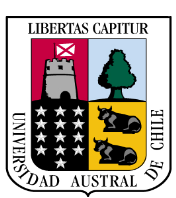 LIBERTAS CAPITUR
UNIVERSIDAD AUSTRAL DE CHILE